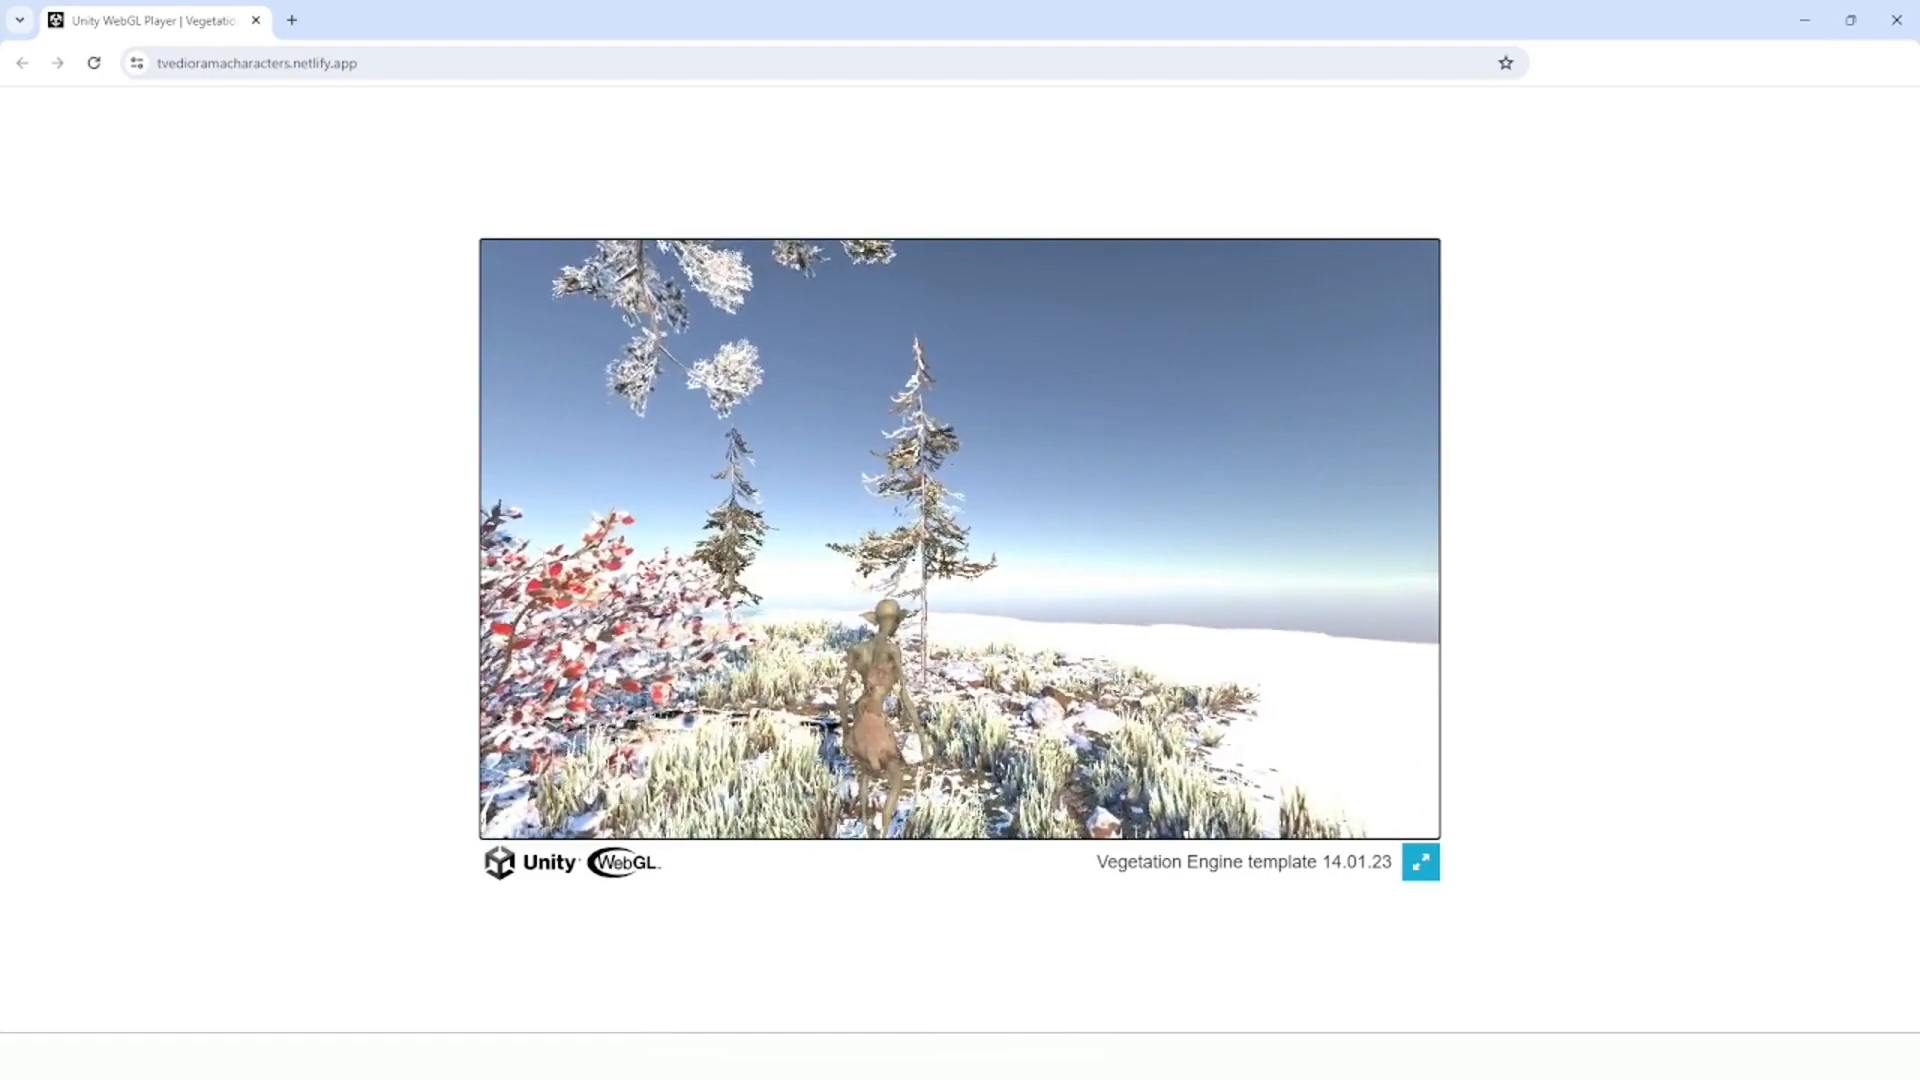 Unity WebGL Player | Vegetatio
tvedioramacharacters.netlify.app
Unity WebGL
Vegetation Engine template 14.01.23